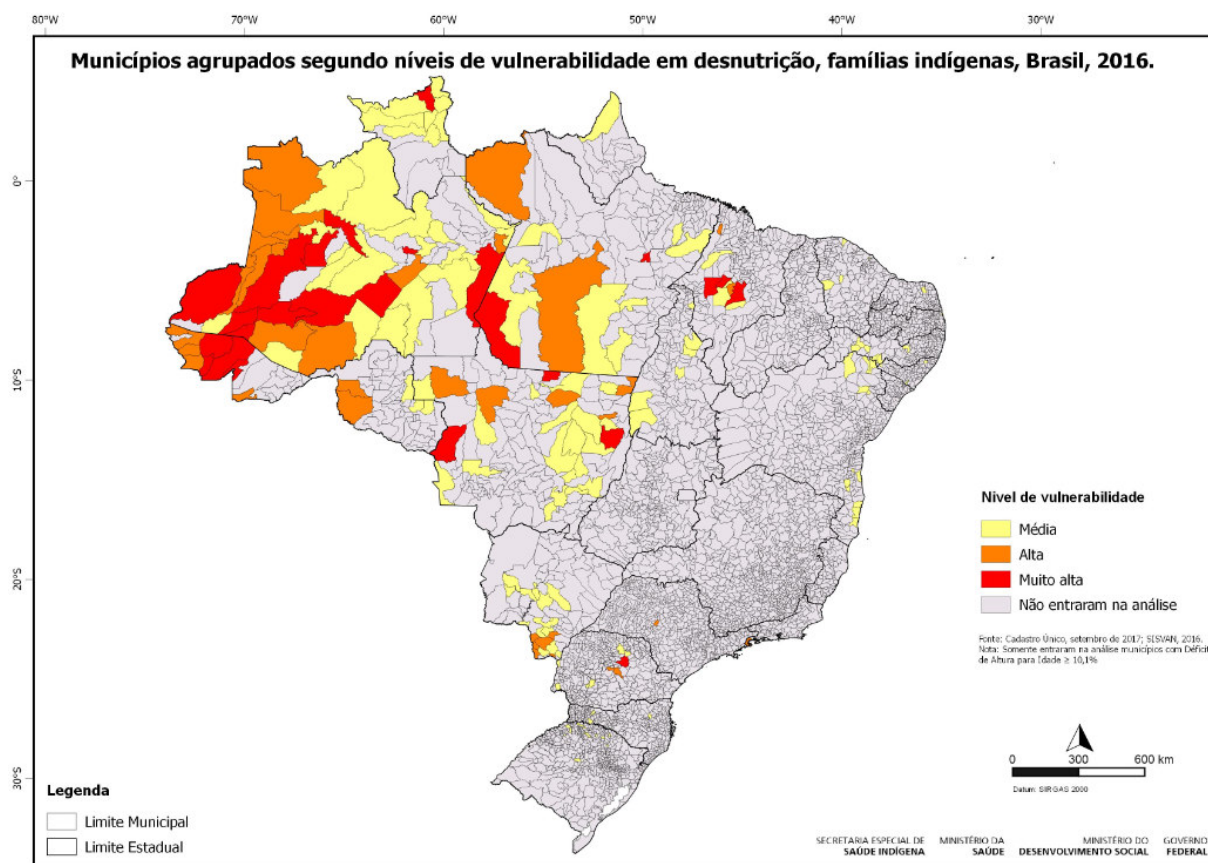 80°W 70°W 60°W 50°W 40°W 30°W
Municípios agrupados segundo níveis de vulnerabilidade em desnutrição, famílias indígenas, Brasil, 2016.
0°
10°S
20°S
30°S
Nivel de vulnerabilidade
Média
Alta
Muito alta
Não entraram na análise
Fonte: Cadastro Único, setembro de 2017; SISVAN, 2016.
Nota: Somente entraram na análise municípios com Déficit
de Altura para Idade ≥ 10,1%
0 300 600 km
Datum: SIRGAS 2000
Legenda
Limite Municipal
Limite Estadual
SECRETARIA ESPECIAL DE SAÚDE INDÍGENA
MINISTÉRIO DA SAÚDE
MINISTÉRIO DO DESENVOLVIMENTO SOCIAL
GOVERNO FEDERAL